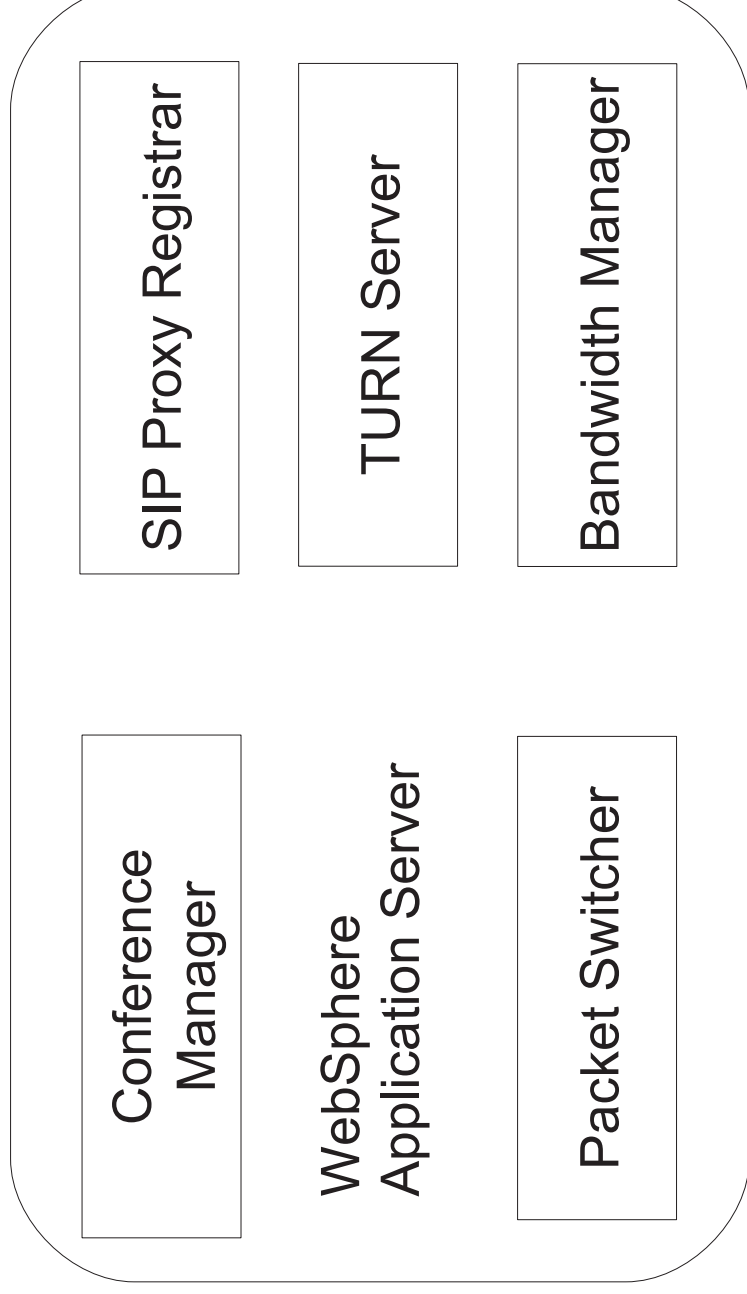 Conference
Manager
SIP Proxy Registrar
WebSphere
Application Server
TURN Server
Packet Switcher
Bandwidth Manager